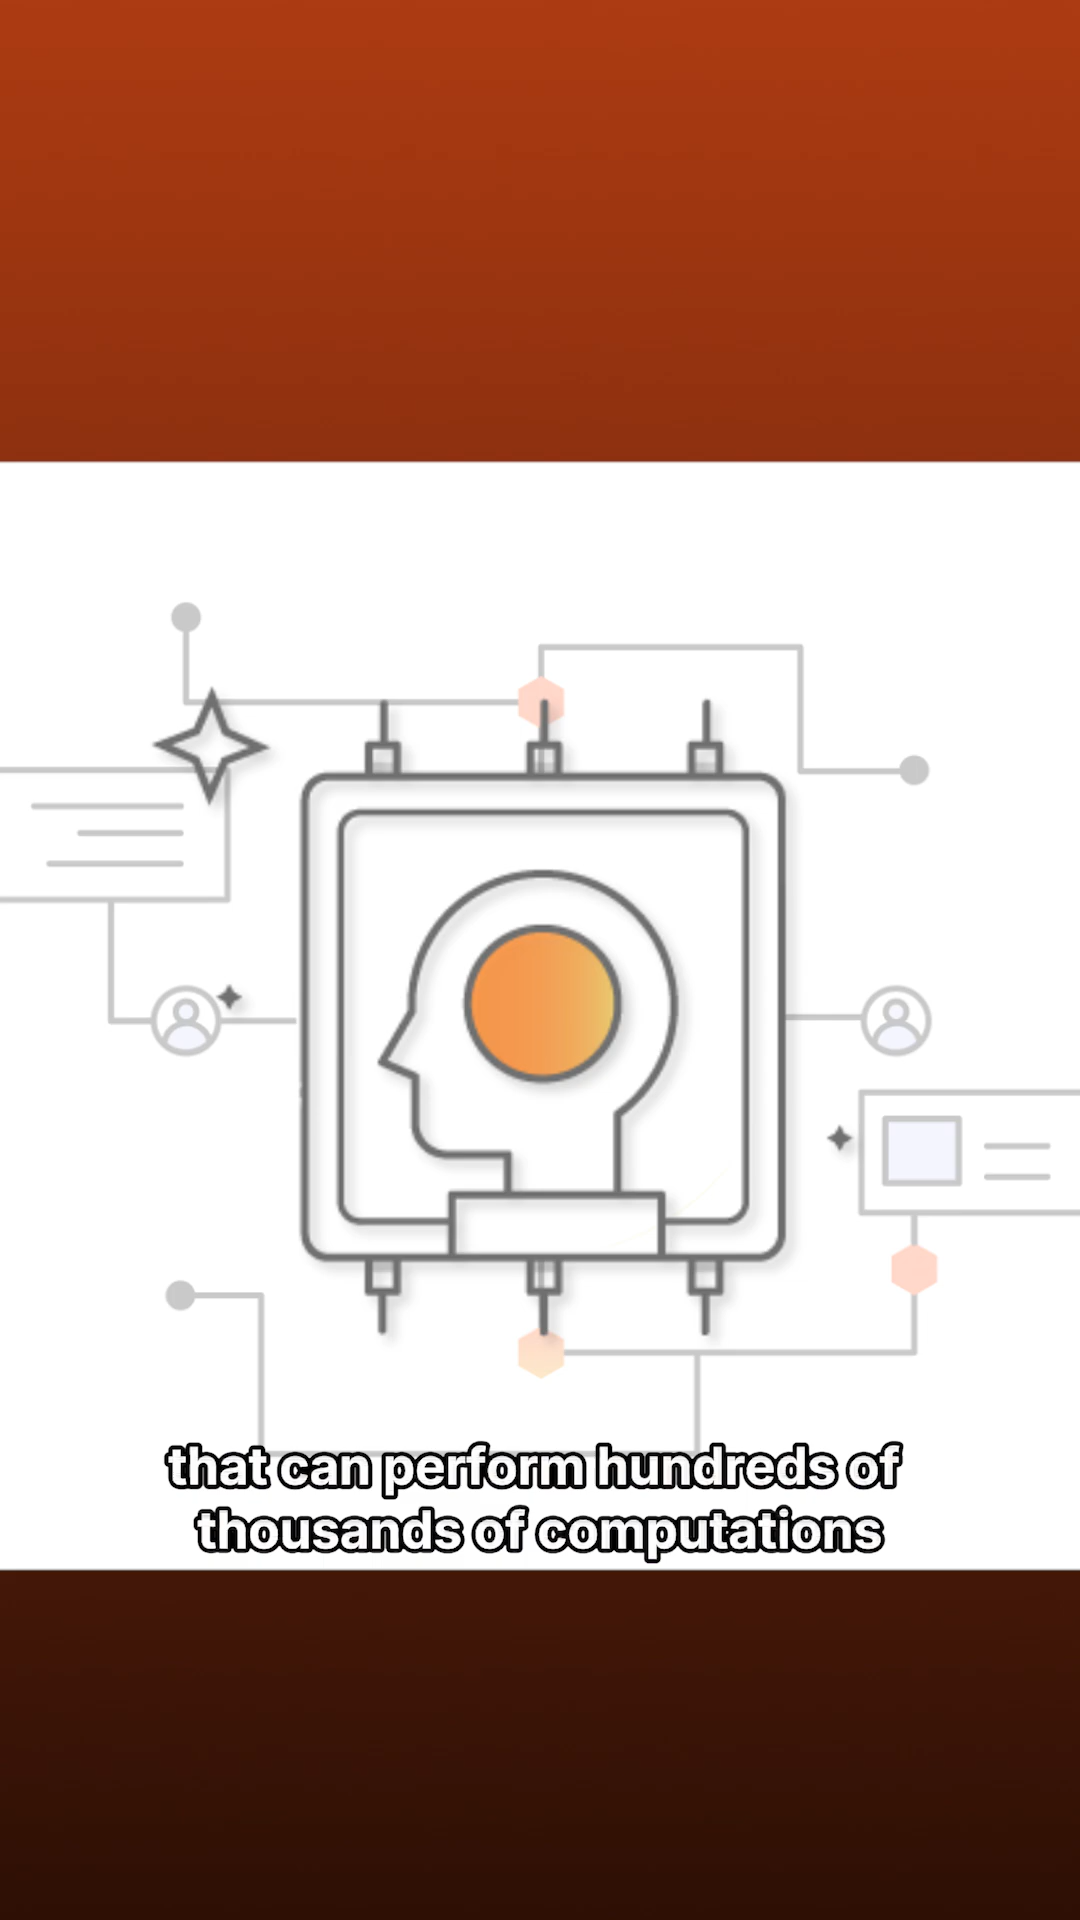 that can perform hundreds of
thousands of computations